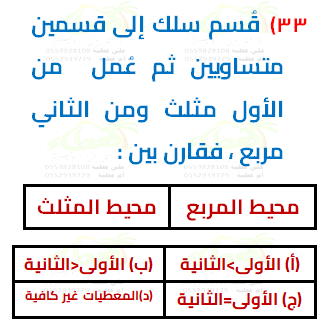 ٣٣) قُسم سلك إلى قسمين
متساويين ثم عُمل من
الأول مثلث ومن الثاني
مربع ، فقارن بين :
محيط المربع محيط المثلث
(أ) الأولى>الثانية (ب) الأولى<الثانية
(ج) الأولى=الثانية (د)المعطيات غير كافية